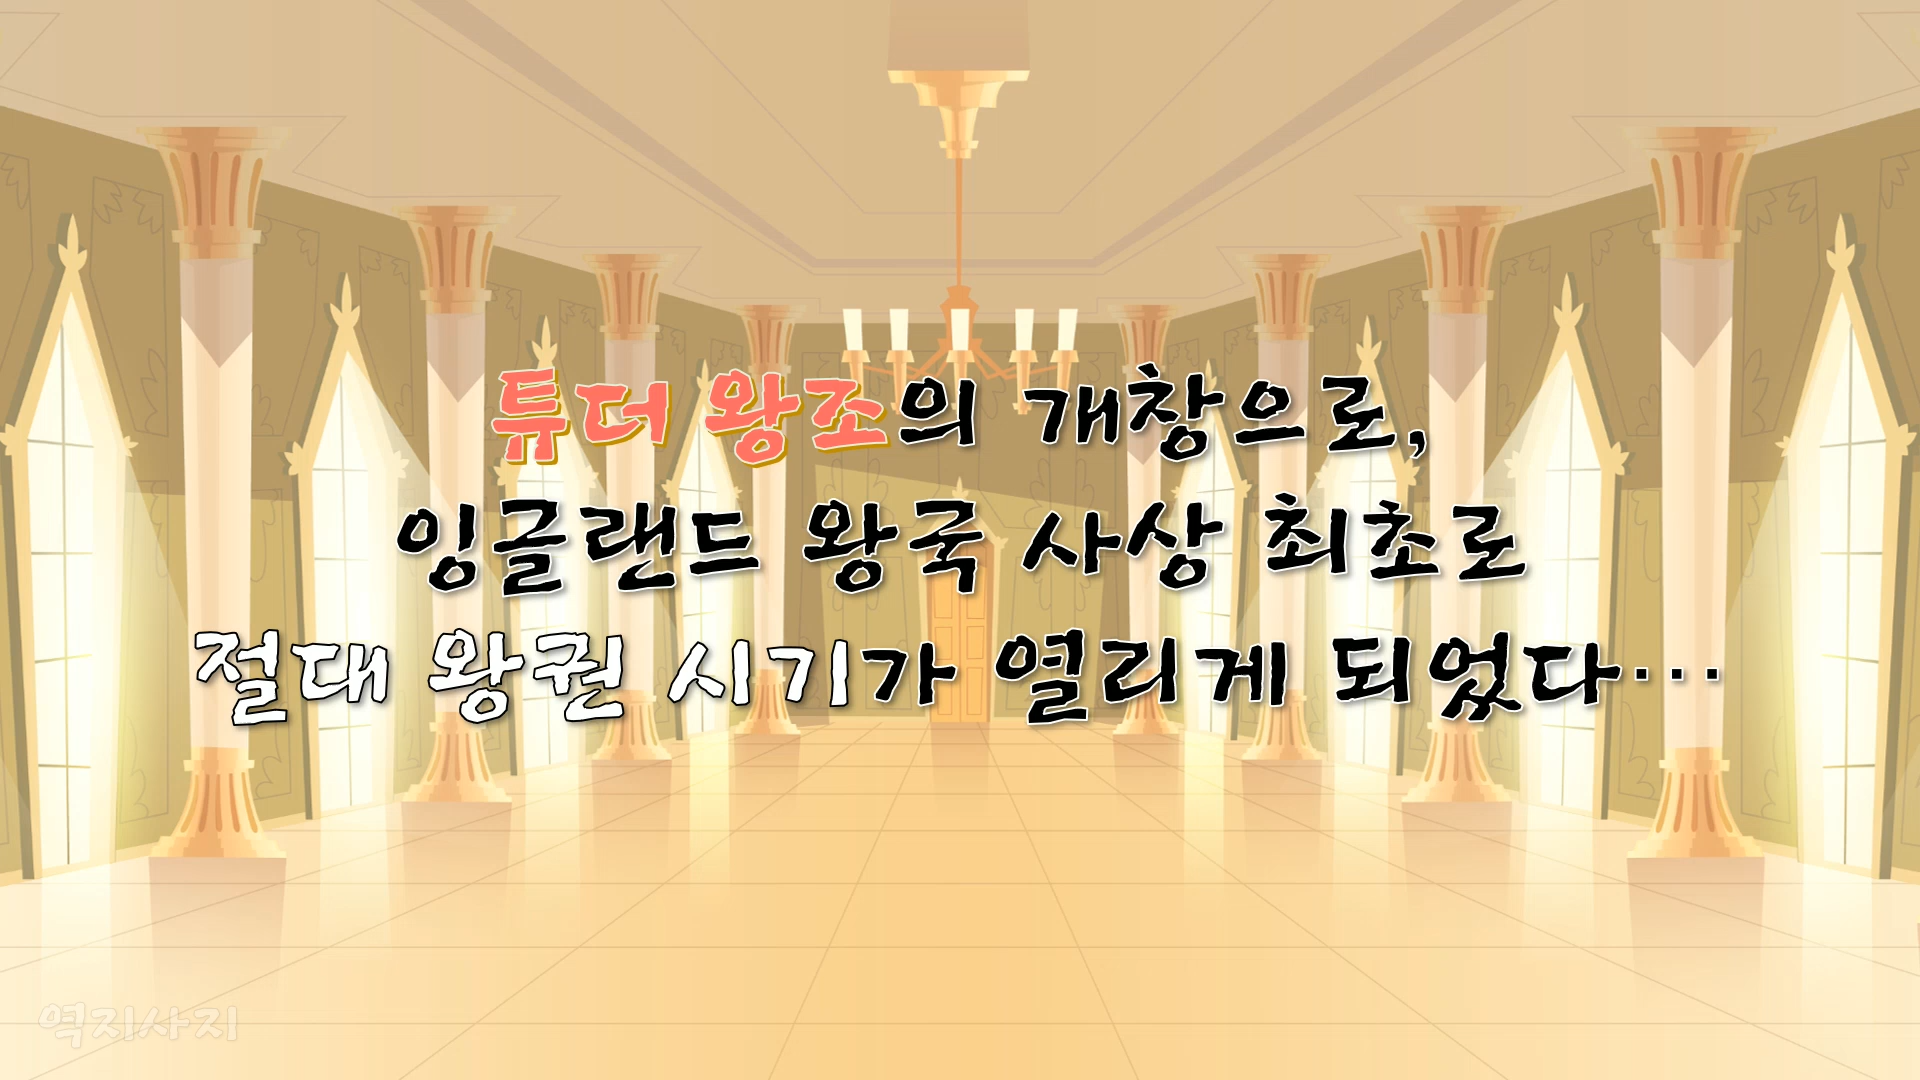 튜더 왕조의 개창으로,
잉글랜드 왕국 사상 최초로
절대 왕권 시기가 열리게 되었다…
역지사지